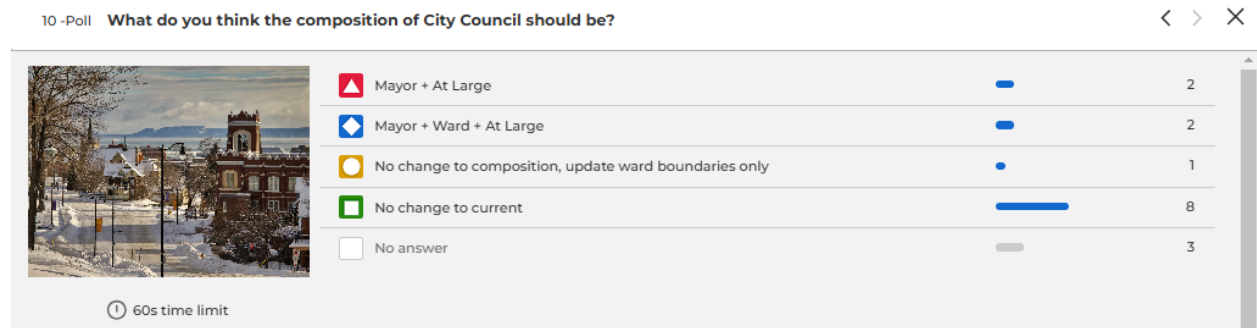 10 -Poll What do you think the composition of City Council should be?
Mayor + At Large 2
Mayor + Ward + At Large 2
No change to composition, update ward boundaries only 1
No change to current 8
No answer 3
60s time limit